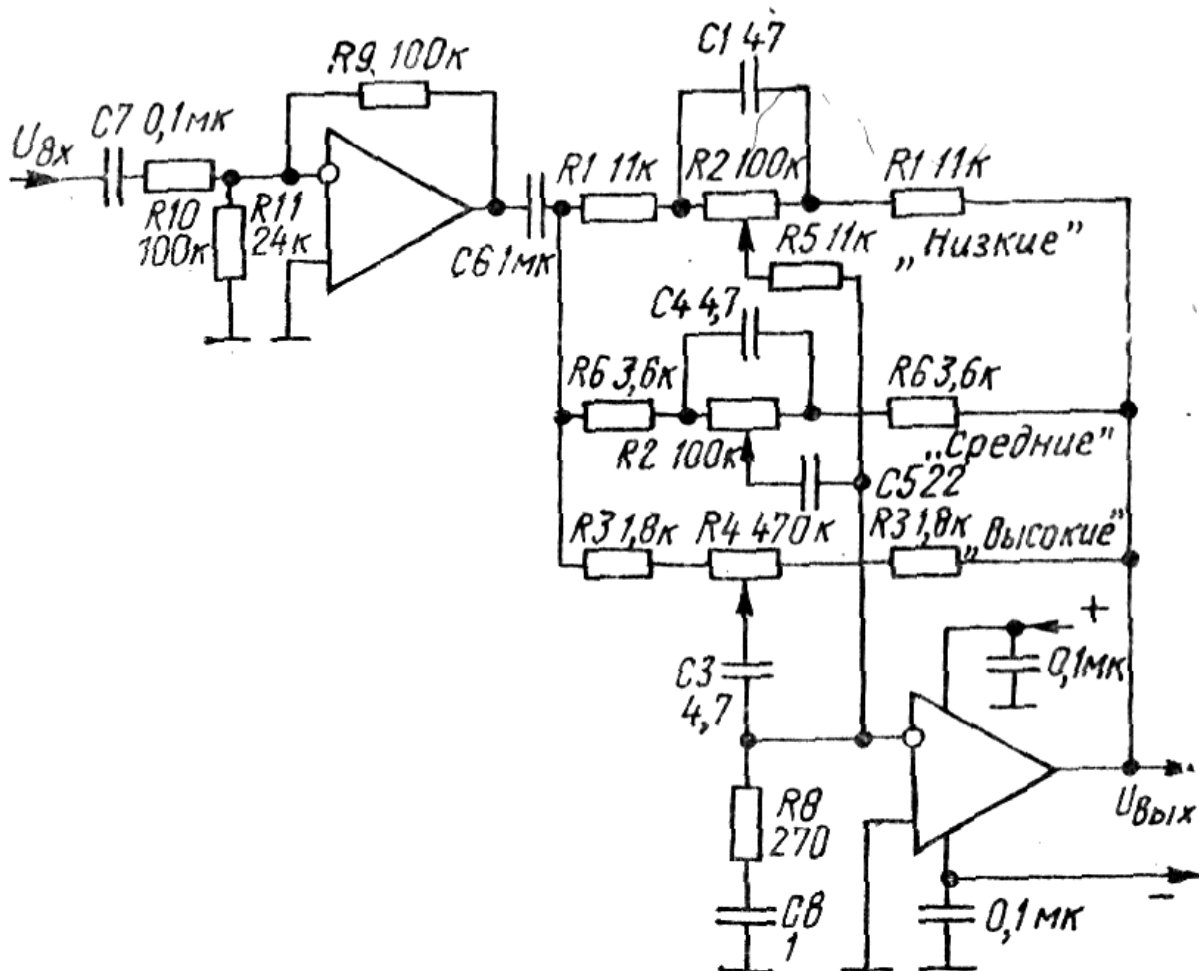 C1 47
R9 100к
C7 0,1мк
Uвх
R1 11к
R2 100к
R1 11к
R10
100к
R11
24к
C6 1мк
R5 11к
„Низкие”
C4 4,7
R6 3,6к
R6 3,6к
R2 100к
„Средние”
C5 22
R3 1,8к
R4 470к
R3 1,8к
„Высокие”
+
0,1мк
C3
4,7
Uвых
R8
270
−
C8
1
0,1мк